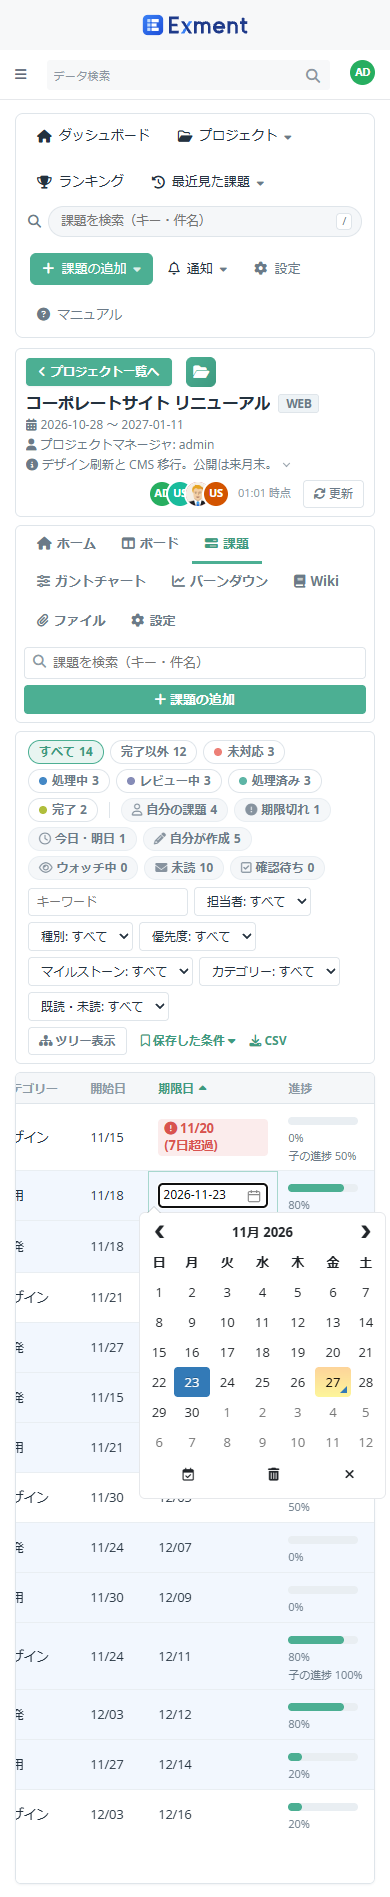 Exment
データ検索
AD
ダッシュボード プロジェクト
ランキング 最近見た課題
課題を検索（キー・件名） /
課題の追加 通知 設定
マニュアル
プロジェクト一覧へ
コーポレートサイト リニューアル WEB
2026-10-28 〜 2027-01-11
プロジェクトマネージャ: admin
デザイン刷新と CMS 移行。公開は来月末。
US 01:01 時点 更新
ホーム ボード 課題
ガントチャート バーンダウン Wiki
ファイル 設定
課題を検索（キー・件名）
課題の追加
すべて 14 完了以外 12 未対応 3
処理中 3 レビュー中 3 処理済み 3
完了 2 自分の課題 4 期限切れ 1
今日・明日 1 自分が作成 5
ウォッチ中 0 未読 10 確認待ち 0
キーワード 担当者: すべて
種別: すべて 優先度: すべて
マイルストーン: すべて カテゴリー: すべて
既読・未読: すべて
ツリー表示 保存した条件 CSV
テゴリー 開始日 期限日 進捗
ザイン 11/15 11/20 (7日超過) 0%
子の進捗 50%
用 11/18 2026-11-23 80%
11月 2026
日 月 火 水 木 金 土
1 2 3 4 5 6 7
8 9 10 11 12 13 14
15 16 17 18 19 20 21
22 23 24 25 26 27 28
29 30 1 2 3 4 5
6 7 8 9 10 11 12
発 11/18
ザイン 11/21
発 11/27
発 11/15
用 11/21
ザイン 11/30 50%
発 11/24 12/07 0%
用 11/30 12/09 0%
ザイン 11/24 12/11 80%
子の進捗 100%
発 12/03 12/12 80%
用 11/27 12/14 20%
ザイン 12/03 12/16 20%